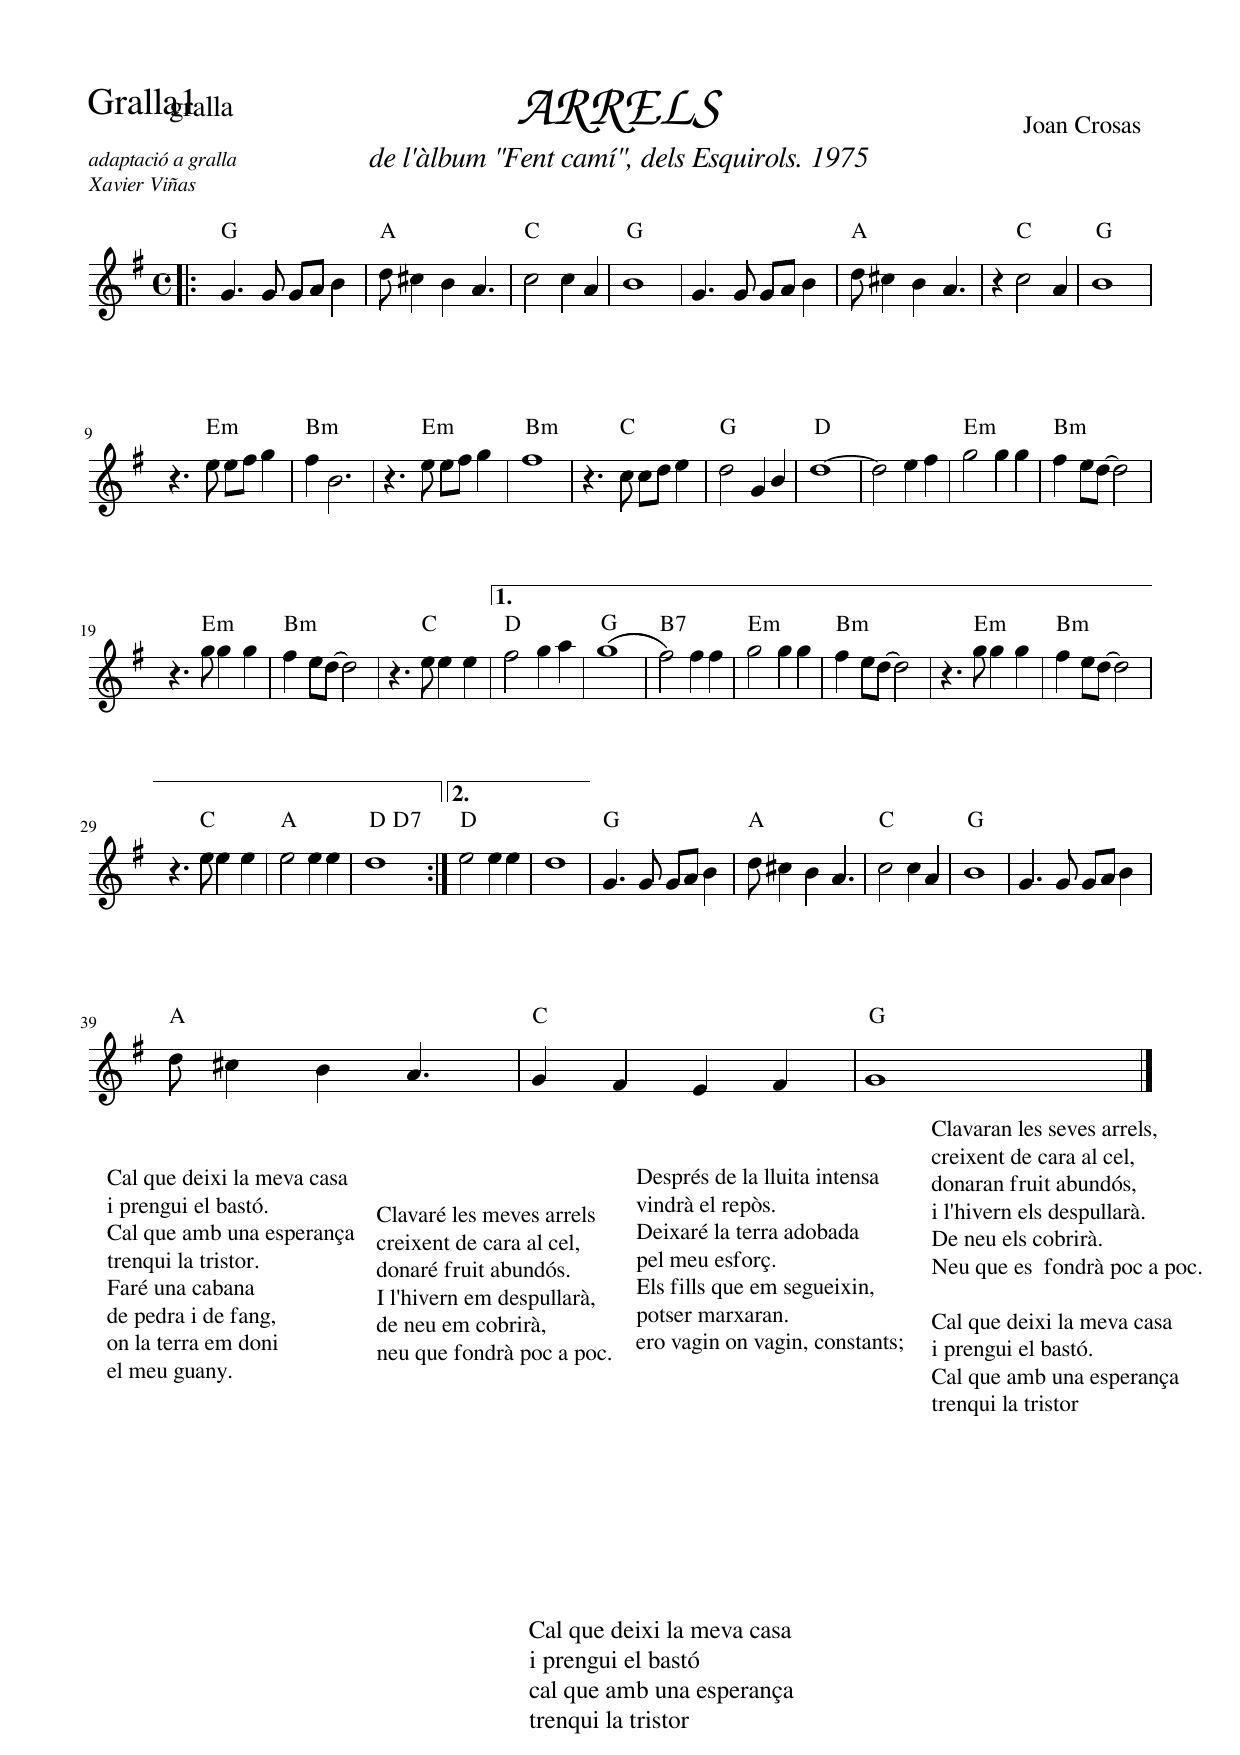 Gralla1
gralla
ARRELS
Joan Crosas
adaptació a gralla
Xavier Viñas
de l'àlbum "Fent camí", dels Esquirols. 1975
G A C G A C G
9 Em Bm Em Bm C G D Em Bm
1.
19 Em Bm C D G B7 Em Bm Em Bm
2.
29 C A D D7 D G A C G
39 A C G
Cal que deixi la meva casa
i prengui el bastó.
Cal que amb una esperança
trenqui la tristor.
Faré una cabana
de pedra i de fang,
on la terra em doni
el meu guany.
Clavaré les meves arrels
creixent de cara al cel,
donaré fruit abundós.
I l'hivern em despullarà,
de neu em cobrirà,
neu que fondrà poc a poc.
Després de la lluita intensa
vindrà el repòs.
Deixaré la terra adobada
pel meu esforç.
Els fills que em segueixin,
potser marxaran.
ero vagin on vagin, constants;
Clavaran les seves arrels,
creixent de cara al cel,
donaran fruit abundós,
i l'hivern els despullarà.
De neu els cobrirà.
Neu que es  fondrà poc a poc.
Cal que deixi la meva casa
i prengui el bastó.
Cal que amb una esperança
trenqui la tristor
Cal que deixi la meva casa
i prengui el bastó
cal que amb una esperança
trenqui la tristor